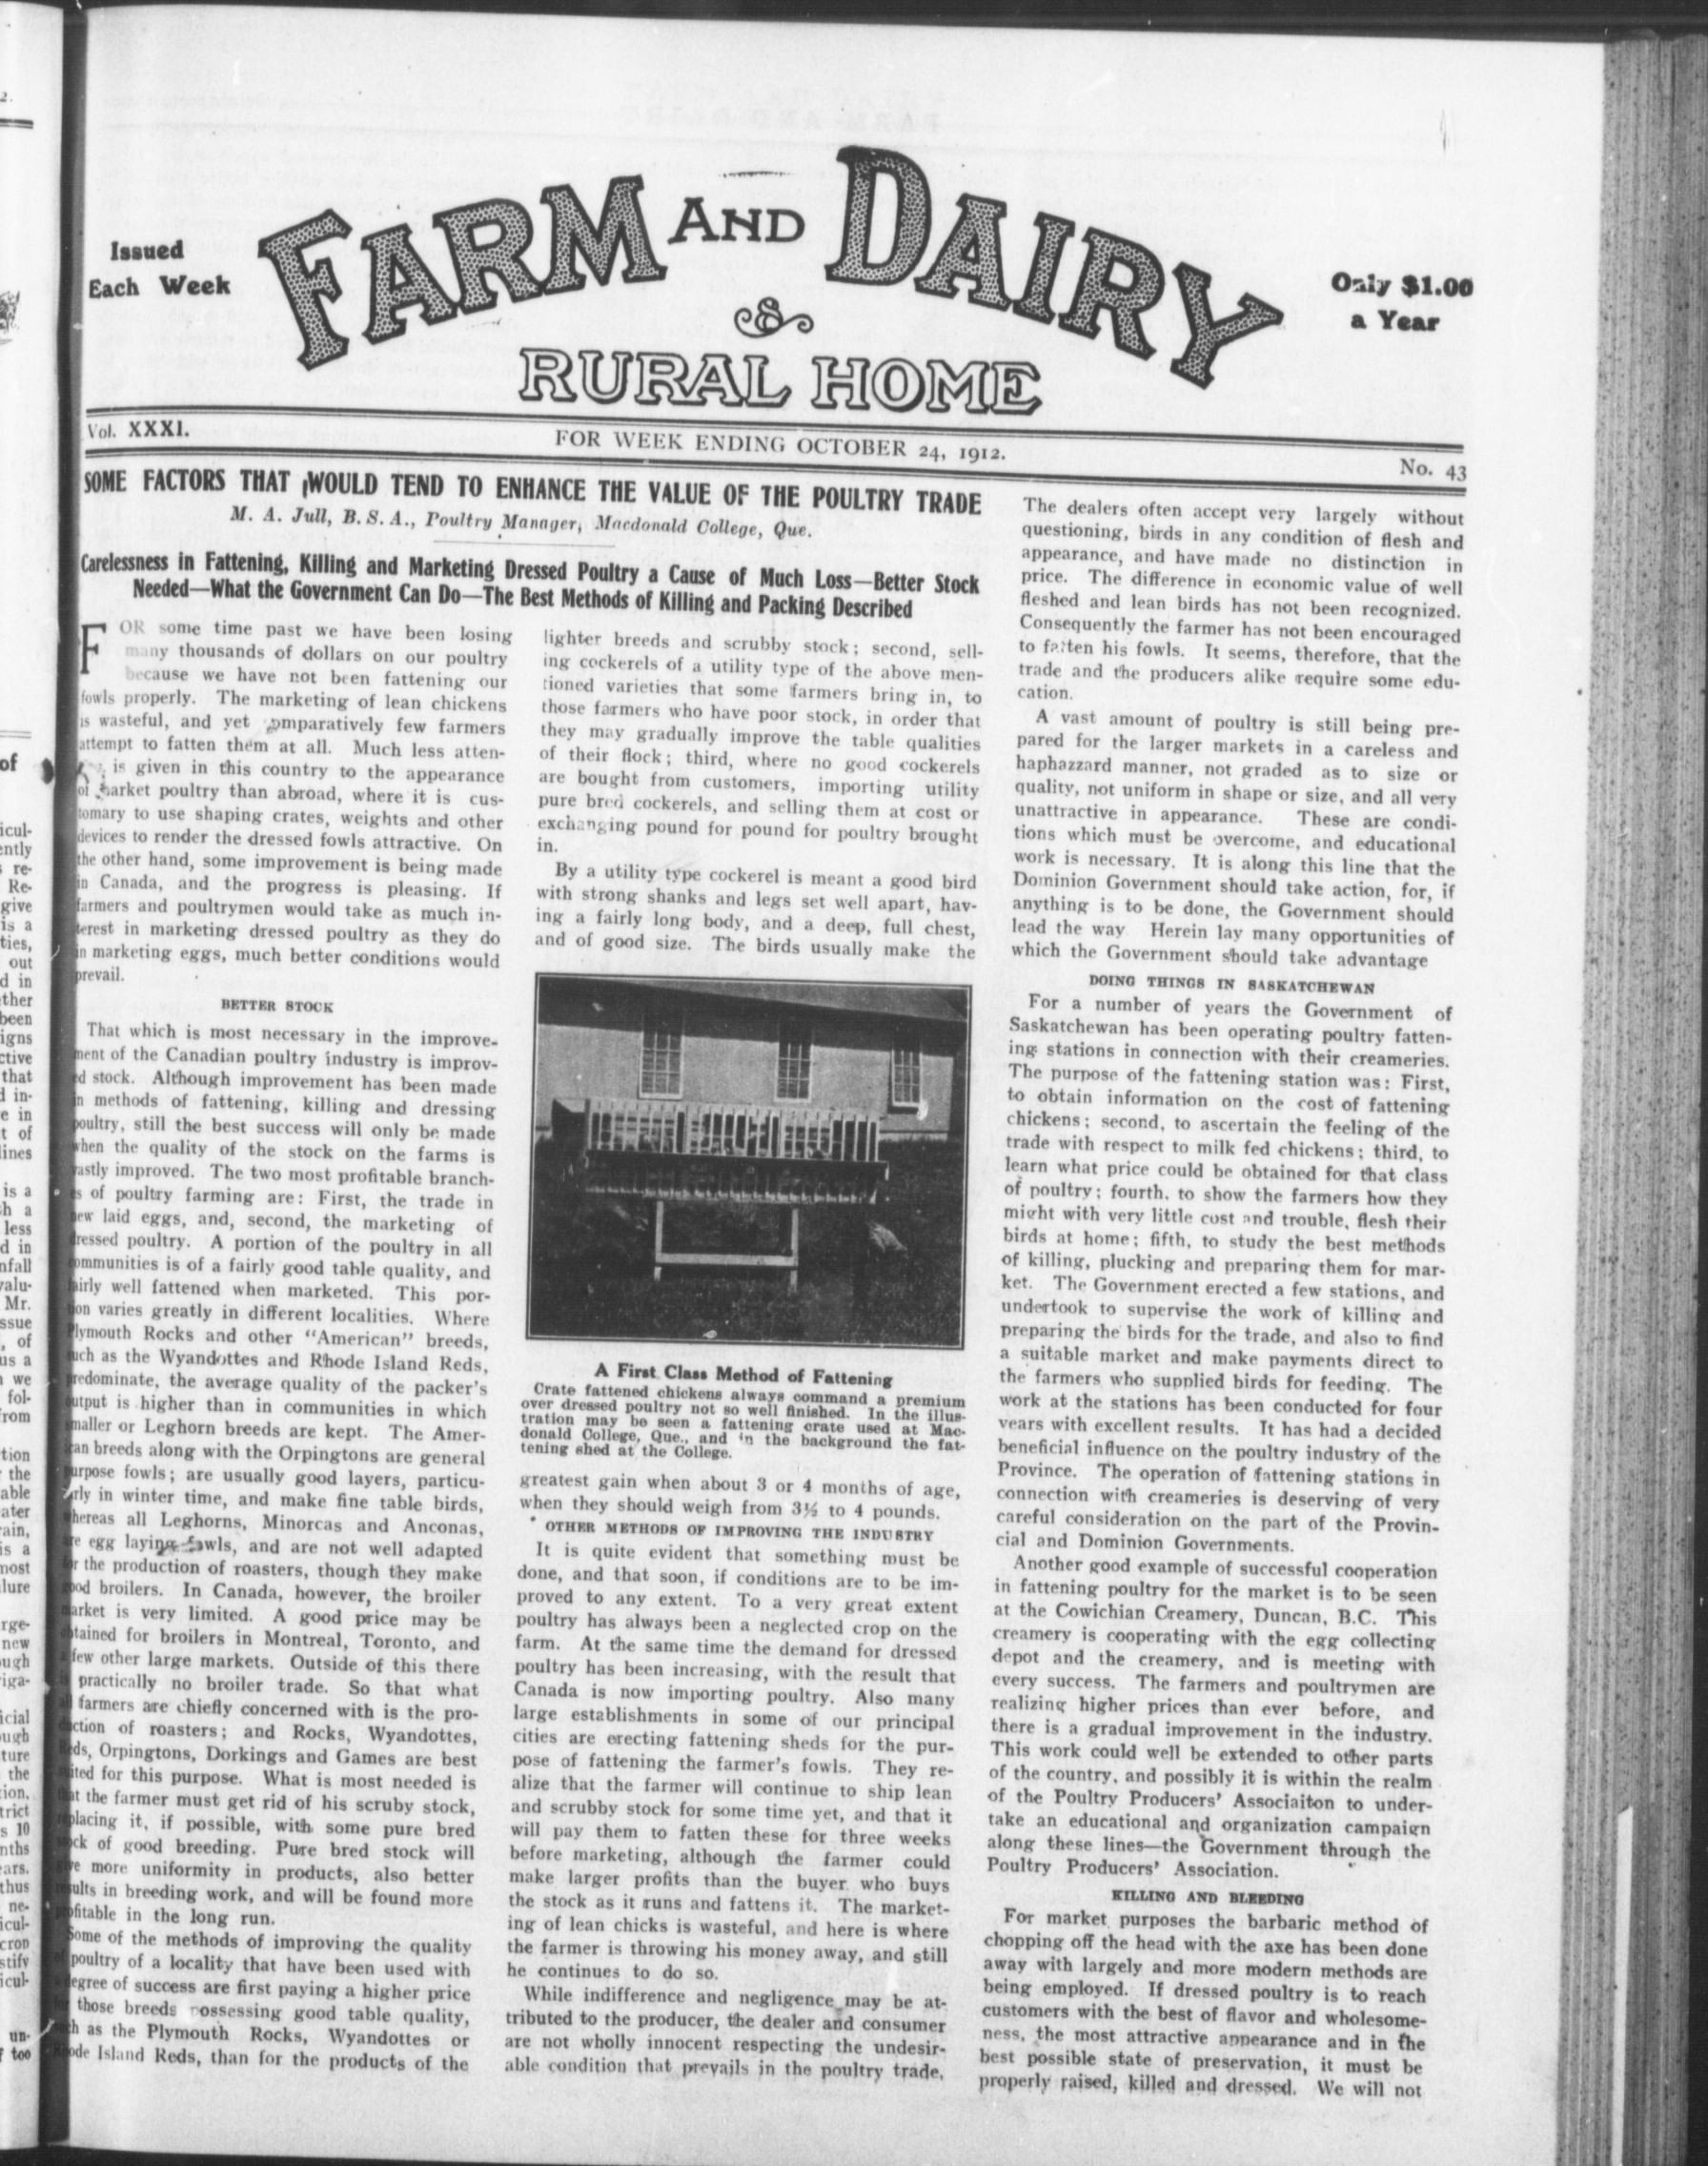 Issued
Each Week
FARM AND DAIRY
&
RURAL HOME
Only $1.00
a Year
Vol. XXXI.
FOR WEEK ENDING OCTOBER 24, 1912.
No. 43
SOME FACTORS THAT WOULD TEND TO ENHANCE THE VALUE OF THE POULTRY TRADE
M. A. Jull, B. S. A., Poultry Manager, Macdonald College, Que.
Carelessness in Fattening, Killing and Marketing Dressed Poultry a Cause of Much Loss—Better Stock
Needed—What the Government Can Do—The Best Methods of Killing and Packing Described
FOR some time past we have been losing
many thousands of dollars on our poultry
because we have not been fattening our
fowls properly. The marketing of lean chickens
is wasteful, and yet comparatively few farmers
attempt to fatten them at all. Much less atten-
is given in this country to the appearance
of market poultry than abroad, where it is cus-
tomary to use shaping crates, weights and other
devices to render the dressed fowls attractive. On
the other hand, some improvement is being made
in Canada, and the progress is pleasing. If
farmers and poultrymen would take as much in-
terest in marketing dressed poultry as they do
in marketing eggs, much better conditions would
prevail.
BETTER STOCK
That which is most necessary in the improve-
ment of the Canadian poultry industry is improv-
ed stock. Although improvement has been made
in methods of fattening, killing and dressing
poultry, still the best success will only be made
when the quality of the stock on the farms is
vastly improved. The two most profitable branch-
es of poultry farming are: First, the trade in
new laid eggs, and, second, the marketing of
dressed poultry. A portion of the poultry in all
communities is of a fairly good table quality, and
fairly well fattened when marketed. This por-
tion varies greatly in different localities. Where
Plymouth Rocks and other "American" breeds,
such as the Wyandottes and Rhode Island Reds,
predominate, the average quality of the packer's
output is higher than in communities in which
smaller or Leghorn breeds are kept. The Amer-
ican breeds along with the Orpingtons are general
purpose fowls; are usually good layers, particu-
arly in winter time, and make fine table birds,
whereas all Leghorns, Minorcas and Anconas,
are egg laying fowls, and are not well adapted
for the production of roasters, though they make
good broilers. In Canada, however, the broiler
market is very limited. A good price may be
obtained for broilers in Montreal, Toronto, and
a few other large markets. Outside of this there
is practically no broiler trade. So that what
all farmers are chiefly concerned with is the pro-
duction of roasters; and Rocks, Wyandottes,
Reds, Orpingtons, Dorkings and Games are best
suited for this purpose. What is most needed is
that the farmer must get rid of his scruby stock,
replacing it, if possible, with some pure bred
stock of good breeding. Pure bred stock will
give more uniformity in products, also better
results in breeding work, and will be found more
profitable in the long run.
Some of the methods of improving the quality
of poultry of a locality that have been used with
a degree of success are first paying a higher price
for those breeds possessing good table quality,
such as the Plymouth Rocks, Wyandottes or
Rhode Island Reds, than for the products of the
lighter breeds and scrubby stock; second, sell-
ing cockerels of a utility type of the above men-
tioned varieties that some farmers bring in, to
those farmers who have poor stock, in order that
they may gradually improve the table qualities
of their flock; third, where no good cockerels
are bought from customers, importing utility
pure bred cockerels, and selling them at cost or
exchanging pound for pound for poultry brought
in.
By a utility type cockerel is meant a good bird
with strong shanks and legs set well apart, hav-
ing a fairly long body, and a deep, full chest,
and of good size. The birds usually make the
A First Class Method of Fattening
Crate fattened chickens always command a premium
over dressed poultry not so well finished. In the illus-
tration may be seen a fattening crate used at Mac-
donald College, Que., and in the background the fat-
tening shed at the College.
greatest gain when about 3 or 4 months of age,
when they should weigh from 3½ to 4 pounds.
OTHER METHODS OF IMPROVING THE INDUSTRY
It is quite evident that something must be
done, and that soon, if conditions are to be im-
proved to any extent. To a very great extent
poultry has always been a neglected crop on the
farm. At the same time the demand for dressed
poultry has been increasing, with the result that
Canada is now importing poultry. Also many
large establishments in some of our principal
cities are erecting fattening sheds for the pur-
pose of fattening the farmer's fowls. They re-
alize that the farmer will continue to ship lean
and scrubby stock for some time yet, and that it
will pay them to fatten these for three weeks
before marketing, although the farmer could
make larger profits than the buyer who buys
the stock as it runs and fattens it. The market-
ing of lean chicks is wasteful, and here is where
the farmer is throwing his money away, and still
he continues to do so.
While indifference and negligence may be at-
tributed to the producer, the dealer and consumer
are not wholly innocent respecting the undesir-
able condition that prevails in the poultry trade.
The dealers often accept very largely without
questioning, birds in any condition of flesh and
appearance, and have made no distinction in
price. The difference in economic value of well
fleshed and lean birds has not been recognized.
Consequently the farmer has not been encouraged
to fatten his fowls. It seems, therefore, that the
trade and the producers alike require some edu-
cation.
A vast amount of poultry is still being pre-
pared for the larger markets in a careless and
haphazzard manner, not graded as to size or
quality, not uniform in shape or size, and all very
unattractive in appearance. These are condi-
tions which must be overcome, and educational
work is necessary. It is along this line that the
Dominion Government should take action, for, if
anything is to be done, the Government should
lead the way Herein lay many opportunities of
which the Government should take advantage
DOING THINGS IN SASKATCHEWAN
For a number of years the Government of
Saskatchewan has been operating poultry fatten-
ing stations in connection with their creameries.
The purpose of the fattening station was: First,
to obtain information on the cost of fattening
chickens; second, to ascertain the feeling of the
trade with respect to milk fed chickens; third, to
learn what price could be obtained for that class
of poultry; fourth, to show the farmers how they
might with very little cost and trouble, flesh their
birds at home; fifth, to study the best methods
of killing, plucking and preparing them for mar-
ket. The Government erected a few stations, and
undertook to supervise the work of killing and
preparing the birds for the trade, and also to find
a suitable market and make payments direct to
the farmers who supplied birds for feeding. The
work at the stations has been conducted for four
years with excellent results. It has had a decided
beneficial influence on the poultry industry of the
Province. The operation of fattening stations in
connection with creameries is deserving of very
careful consideration on the part of the Provin-
cial and Dominion Governments.
Another good example of successful cooperation
in fattening poultry for the market is to be seen
at the Cowichian Creamery, Duncan, B.C. This
creamery is cooperating with the egg collecting
depot and the creamery, and is meeting with
every success. The farmers and poultrymen are
realizing higher prices than ever before, and
there is a gradual improvement in the industry.
This work could well be extended to other parts
of the country, and possibly it is within the realm
of the Poultry Producers' Associaiton to under-
take an educational and organization campaign
along these lines—the Government through the
Poultry Producers' Association.
KILLING AND BLEEDING
For market purposes the barbaric method of
chopping off the head with the axe has been done
away with largely and more modern methods are
being employed. If dressed poultry is to reach
customers with the best of flavor and wholesome-
ness, the most attractive appearance and in the
best possible state of preservation, it must be
properly raised, killed and dressed. We will not